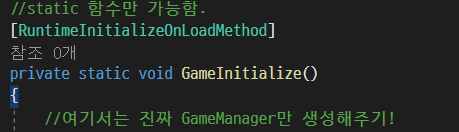 //static 함수만 가능함.
[RuntimeInitializeOnLoadMethod]
참조 0개
private static void GameInitialize()
{
//여기서는 진짜 GameManager만 생성해주기!